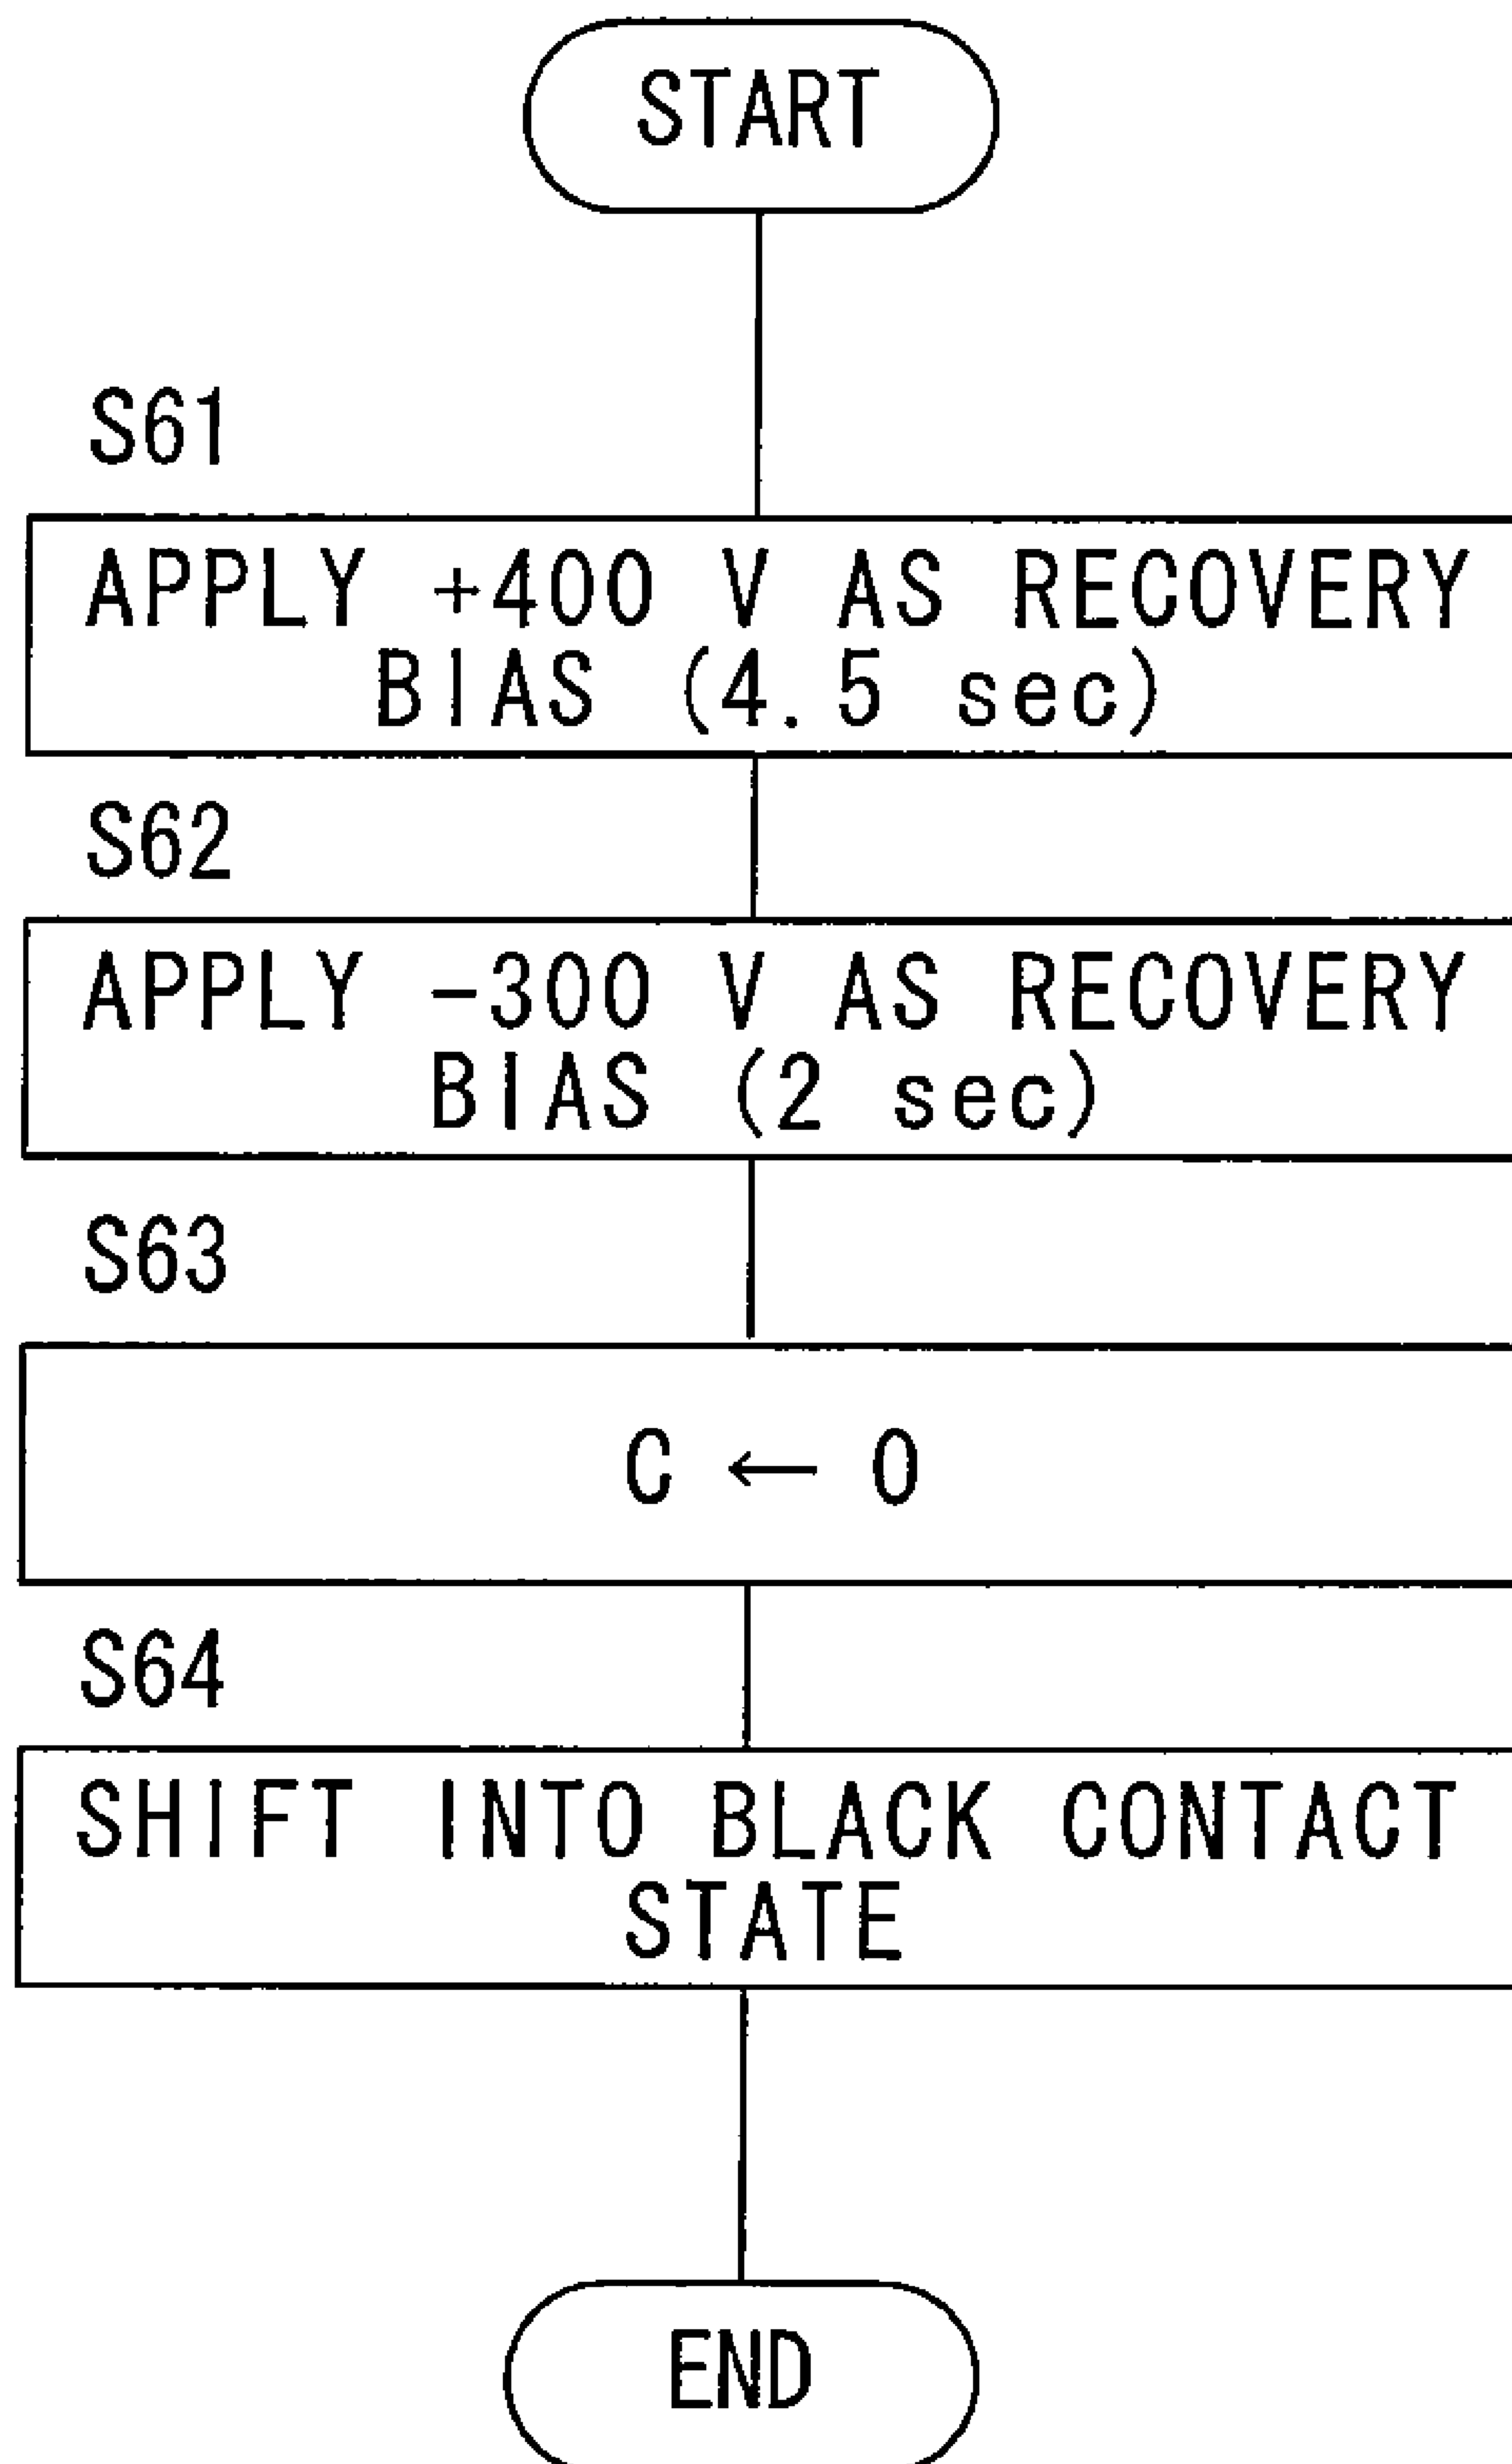 START
S61
APPLY +400 V AS RECOVERY
BIAS (4.5 sec)
S62
APPLY -300 V AS RECOVERY
BIAS (2 sec)
S63
C ← 0
S64
SHIFT INTO BLACK CONTACT
STATE
END